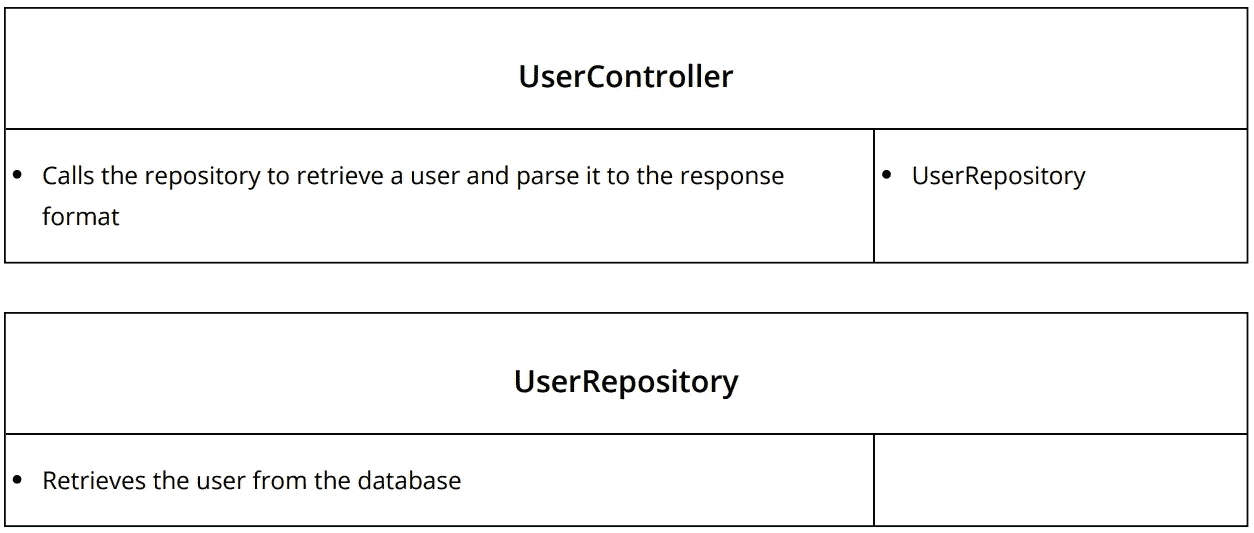 UserController
• Calls the repository to retrieve a user and parse it to the response
format
• UserRepository
UserRepository
• Retrieves the user from the database